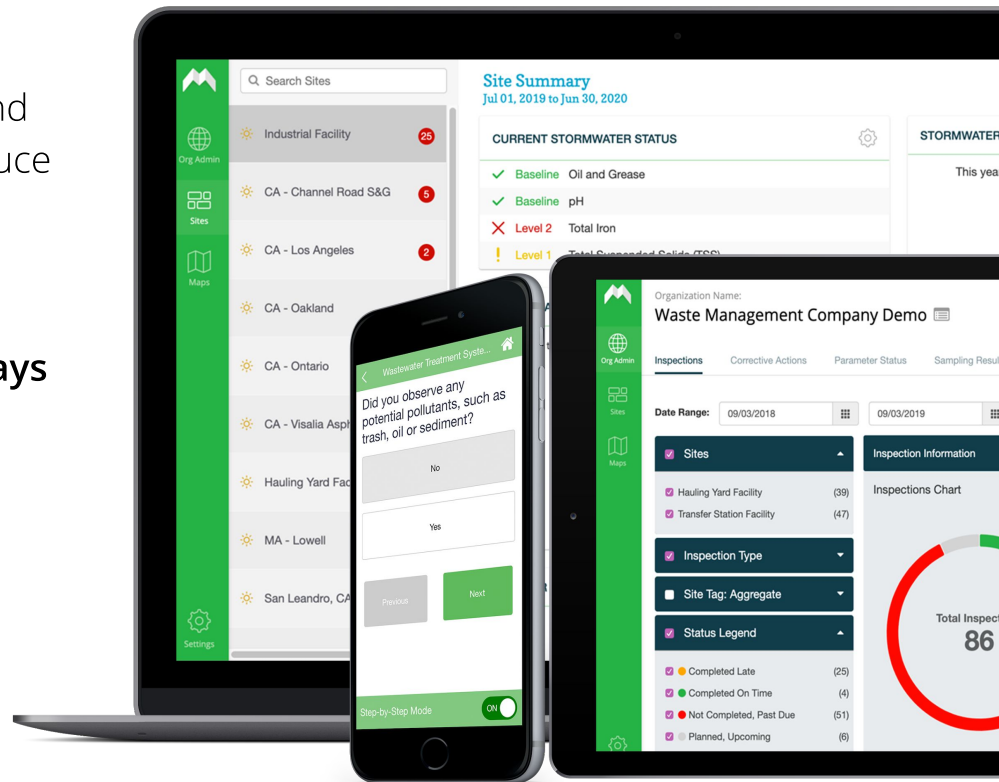 Search Sites
Org Admin
Sites
Maps
Settings
Industrial Facility 25
CA - Channel Road S&G 5
CA - Los Angeles 2
CA - Oakland
CA - Ontario
CA - Visalia
Hauling Yard
MA - Lowell
San Leandro, CA
Site Summary
Jul 01, 2019 to Jun 30, 2020
CURRENT STORMWATER STATUS
Baseline Oil and Grease
Baseline pH
Level 2 Total Iron
Level 1 Total Suspended Solids (TSS)
STORMWATER
This
ays
Wastewater Treatment Syste...
Did you observe any
potential pollutants, such as
trash, oil or sediment?
No
Yes
Previous
Next
Step-by-Step Mode ON
Org Admin
Sites
Maps
Organization Name:
Waste Management Company Demo
Inspections Corrective Actions Parameter Status Sampling
Date Range: 09/03/2018 09/03/2019
Sites
Hauling Yard Facility (39)
Transfer Station Facility (47)
Inspection Type
Site Tag: Aggregate
Status Legend
Completed Late (25)
Completed On Time (4)
Not Completed, Past Due (51)
Planned, Upcoming (6)
Inspection Information
Inspections Chart
Total
86